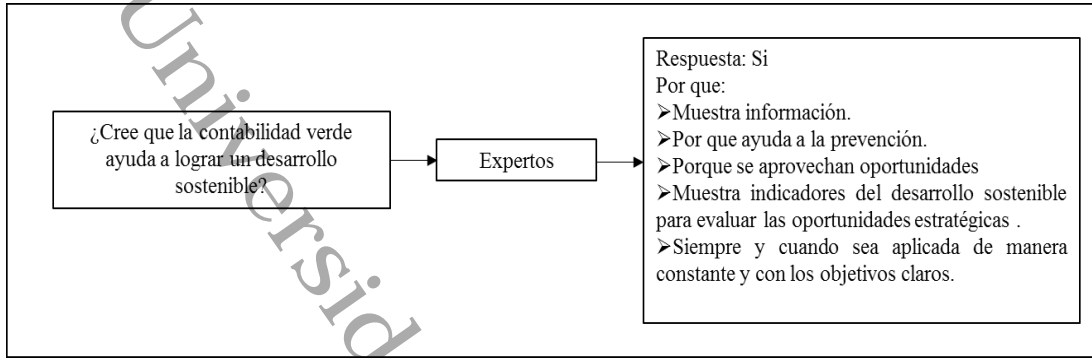 ¿Cree que la contabilidad verde
ayuda a lograr un desarrollo
sostenible?
Expertos
Respuesta: Si
Por que:
➢Muestra información.
➢Por que ayuda a la prevención.
➢Porque se aprovechan oportunidades
➢Muestra indicadores del desarrollo sostenible
para evaluar las oportunidades estratégicas .
➢Siempre y cuando sea aplicada de manera
constante y con los objetivos claros.
Universid